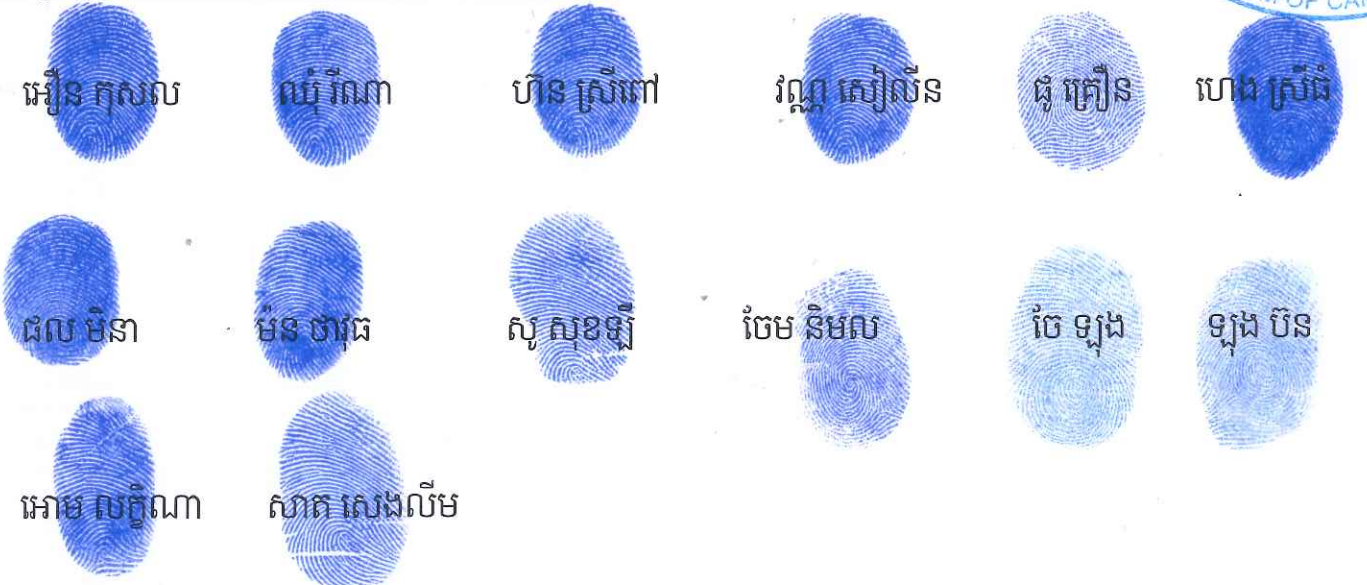 OF CA
អឿន កុសល ឈុំ រីណា ហ៊ន ស្រីពៅ វណ្ណ សៀលីន ផូ គ្រឿន ហេង ស្រីធំ
ផល មិនា ម៉ន ថាវុធ សូ សុខឡី ចែម និមល ចែ ឡុង ឡុង ប៊ន
អោម លក្ខិណា សាត សេងលីម